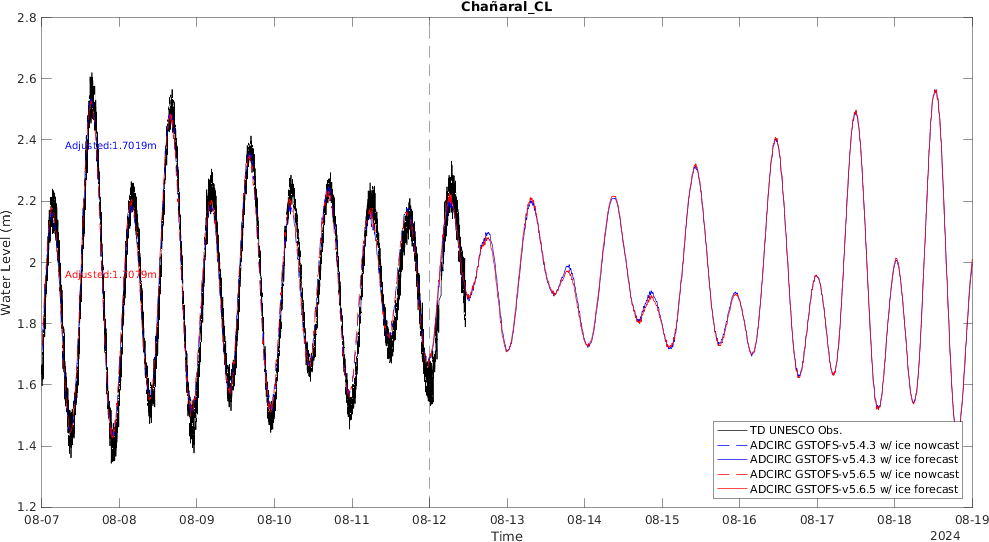 Chañaral_CL
2.8
2.6
2.4
2.2
2
1.8
1.6
1.4
1.2
Water Level (m)
Adjusted:1.7019m
Adjusted:1.7079m
TD UNESCO Obs.
ADCIRC GSTOFS-v5.4.3 w/ ice nowcast
ADCIRC GSTOFS-v5.4.3 w/ ice forecast
ADCIRC GSTOFS-v5.6.5 w/ ice nowcast
ADCIRC GSTOFS-v5.6.5 w/ ice forecast
08-07 08-08 08-09 08-10 08-11 08-12 08-13 08-14 08-15 08-16 08-17 08-18 08-19
Time
2024